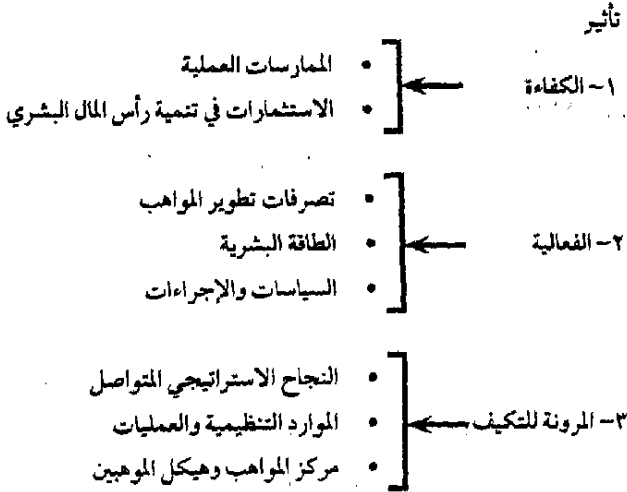 تأثير
١- الكفاءة
• الممارسات العملية
• الاستثمارات في تنمية رأس المال البشري
٢- الفعالية
• تصرفات تطوير المواهب
• الطاقة البشرية
• السياسات والإجراءات
٣- المرونة للتكيف
• النجاح الاستراتيجي المتواصل
• الموارد التنظيمية والعمليات
• مركز المواهب وهيكل الموهبين